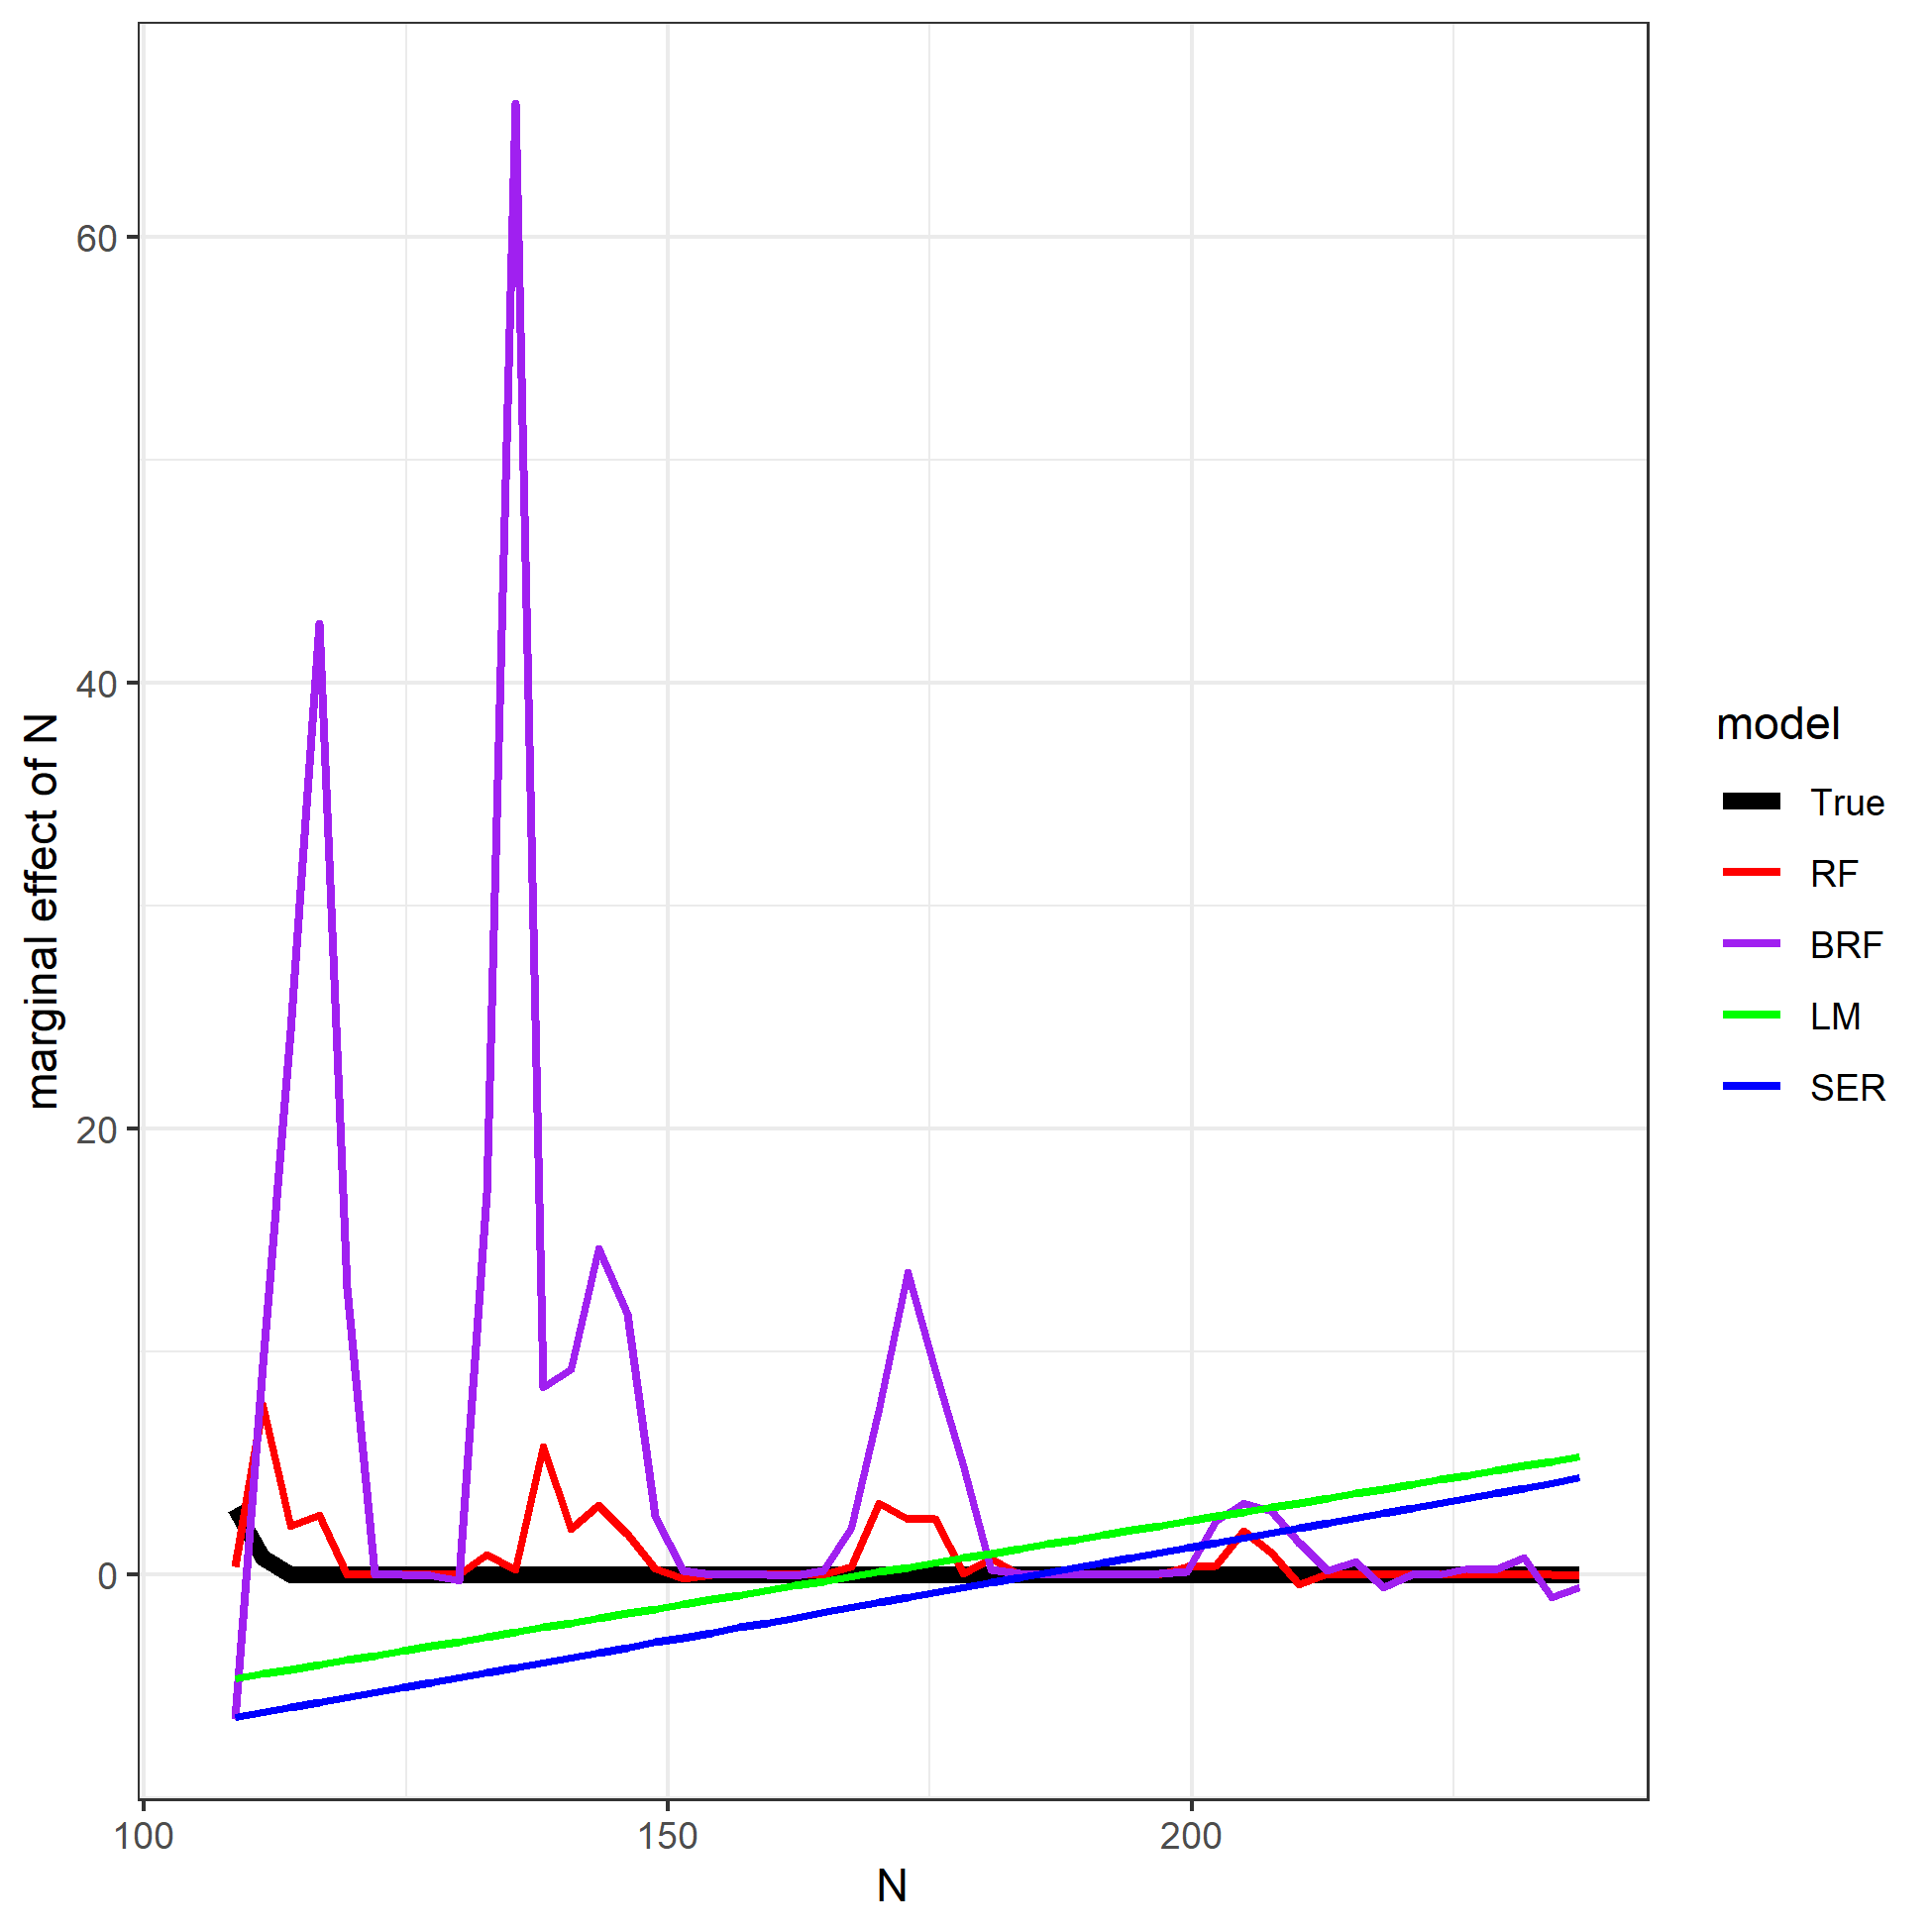 marginal effect of N
60
40
20
0
100
150
200
N
model
True
RF
BRF
LM
SER